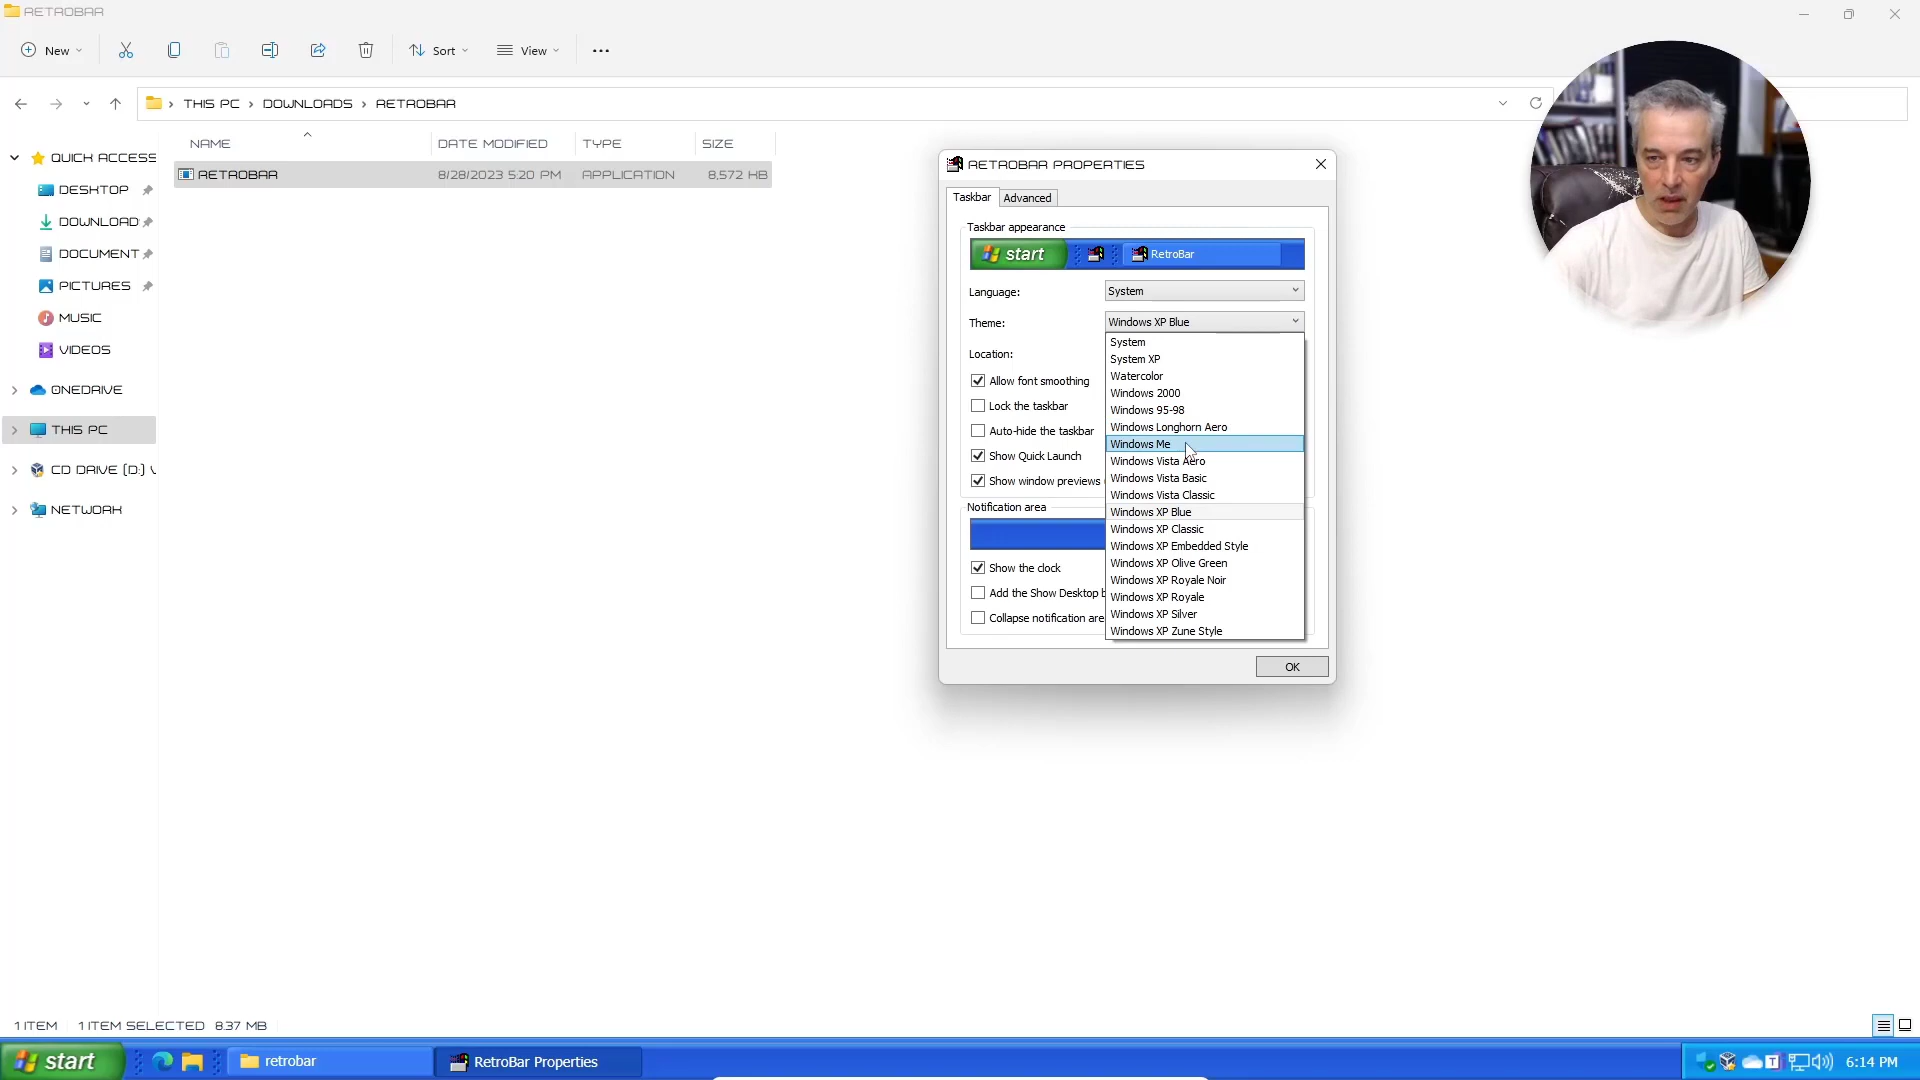 RETROBAR
New
Sort
View
THIS PC
DOWNLOADS
RETROBAR
NAME
DATE MODIFIED
TYPE
SIZE
QUICK ACCESS
RETROBAR
8/28/2023 5:20 PM
APPLICATION
8,572 KB
DESKTOP
DOWNLOAD
DOCUMENT
PICTURES
MUSIC
VIDEOS
ONEDRIVE
THIS PC
CD DRIVE (D:) V
NETWORK
RETROBAR PROPERTIES
Taskbar
Advanced
Taskbar appearance
start
RetroBar
Language:
System
Theme:
Windows XP Blue
Location:
Allow font smoothing
Lock the taskbar
Auto-hide the taskbar
Show Quick Launch
Show window previews
System
System XP
Watercolor
Windows 2000
Windows 95-98
Windows Longhorn Aero
Windows Me
Windows Vista Aero
Windows Vista Basic
Windows Vista Classic
Windows XP Blue
Windows XP Classic
Windows XP Embedded Style
Windows XP Olive Green
Windows XP Royale Noir
Windows XP Royale
Windows XP Silver
Windows XP Zune Style
Notification area
Show the clock
Add the Show Desktop b
Collapse notification are
OK
1 ITEM
1 ITEM SELECTED 8.37 MB
start
retrobar
RetroBar Properties
T
6:14 PM